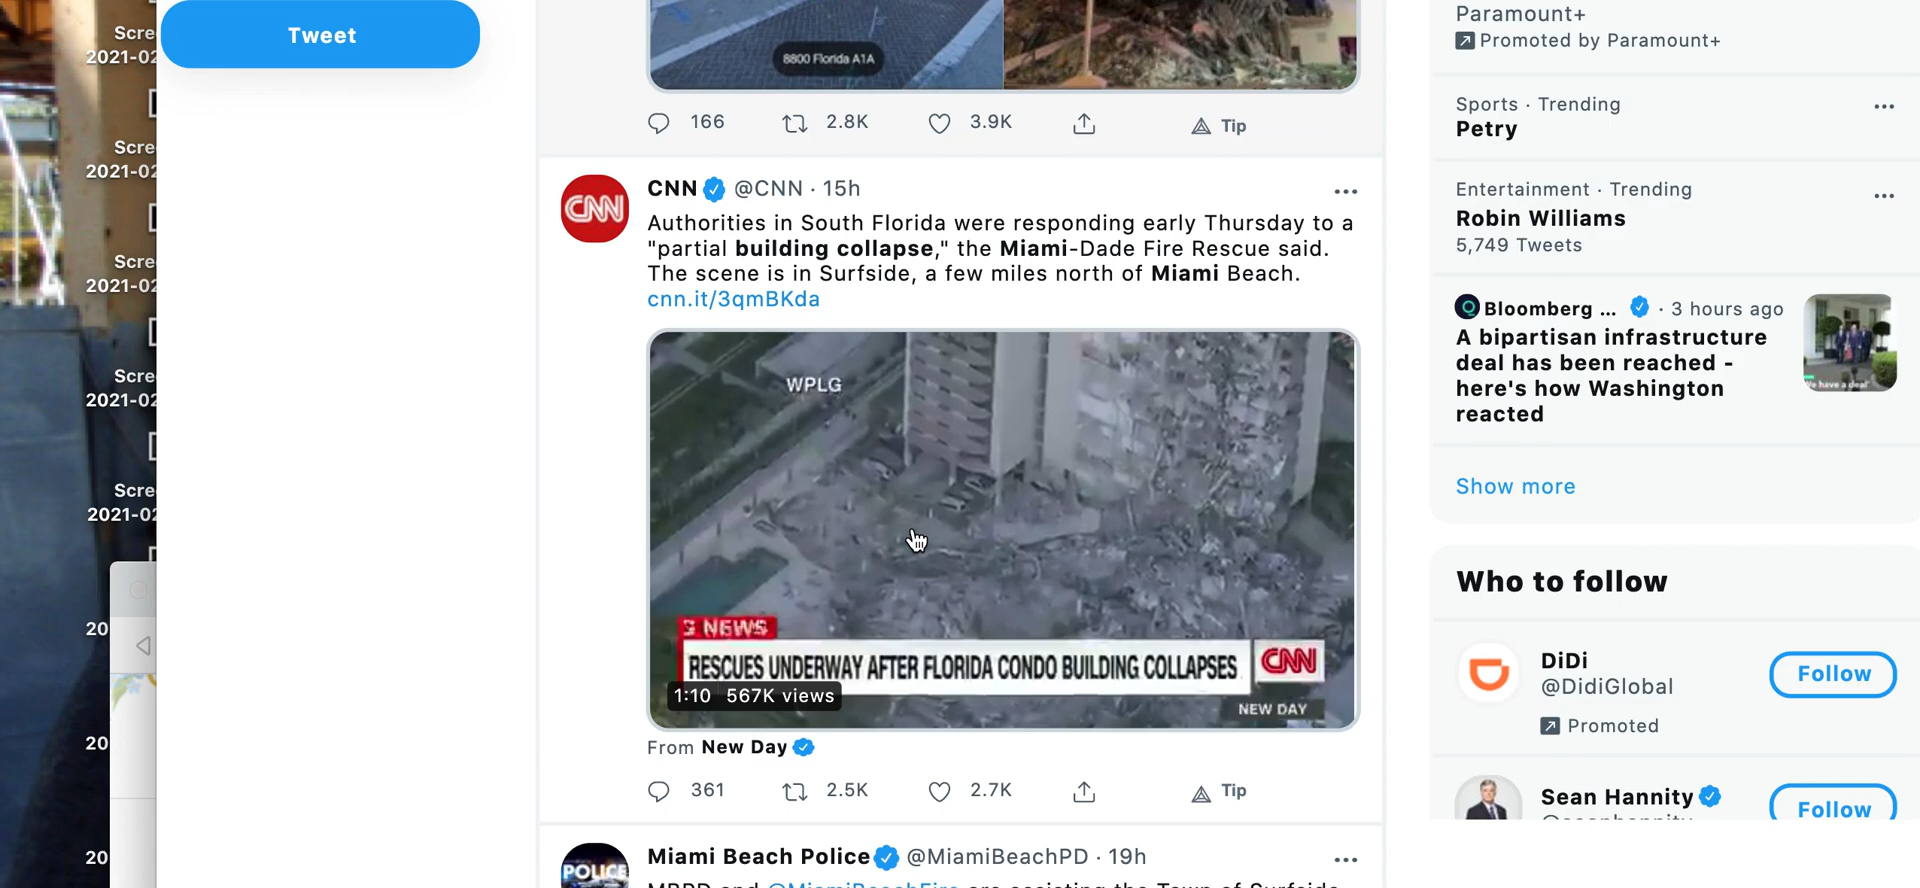 Scre
2021-02
Scre
2021-02
Scre
2021-02
Scre
2021-02
Scre
2021-02
20
20
20
Tweet
8800 Florida A1A
166 2.8K 3.9K Tip
CNN @CNN · 15h
Authorities in South Florida were responding early Thursday to a
"partial building collapse," the Miami-Dade Fire Rescue said.
The scene is in Surfside, a few miles north of Miami Beach.
cnn.it/3qmBKda
WPLG
NEWS
RESCUES UNDERWAY AFTER FLORIDA CONDO BUILDING COLLAPSES
CNN
1:10 567K views
NEW DAY
From New Day
361 2.5K 2.7K Tip
POLICE
Miami Beach Police @MiamiBeachPD · 19h
MBPD and @MiamiBeachFire are assisting the Town of Surfside
Paramount+
Promoted by Paramount+
Sports · Trending
Petry
Entertainment · Trending
Robin Williams
5,749 Tweets
Bloomberg ... · 3 hours ago
A bipartisan infrastructure
deal has been reached -
here's how Washington
reacted
We have a deal
Show more
Who to follow
DiDi
@DidiGlobal
Follow
Promoted
Sean Hannity
@seanhannity
Follow